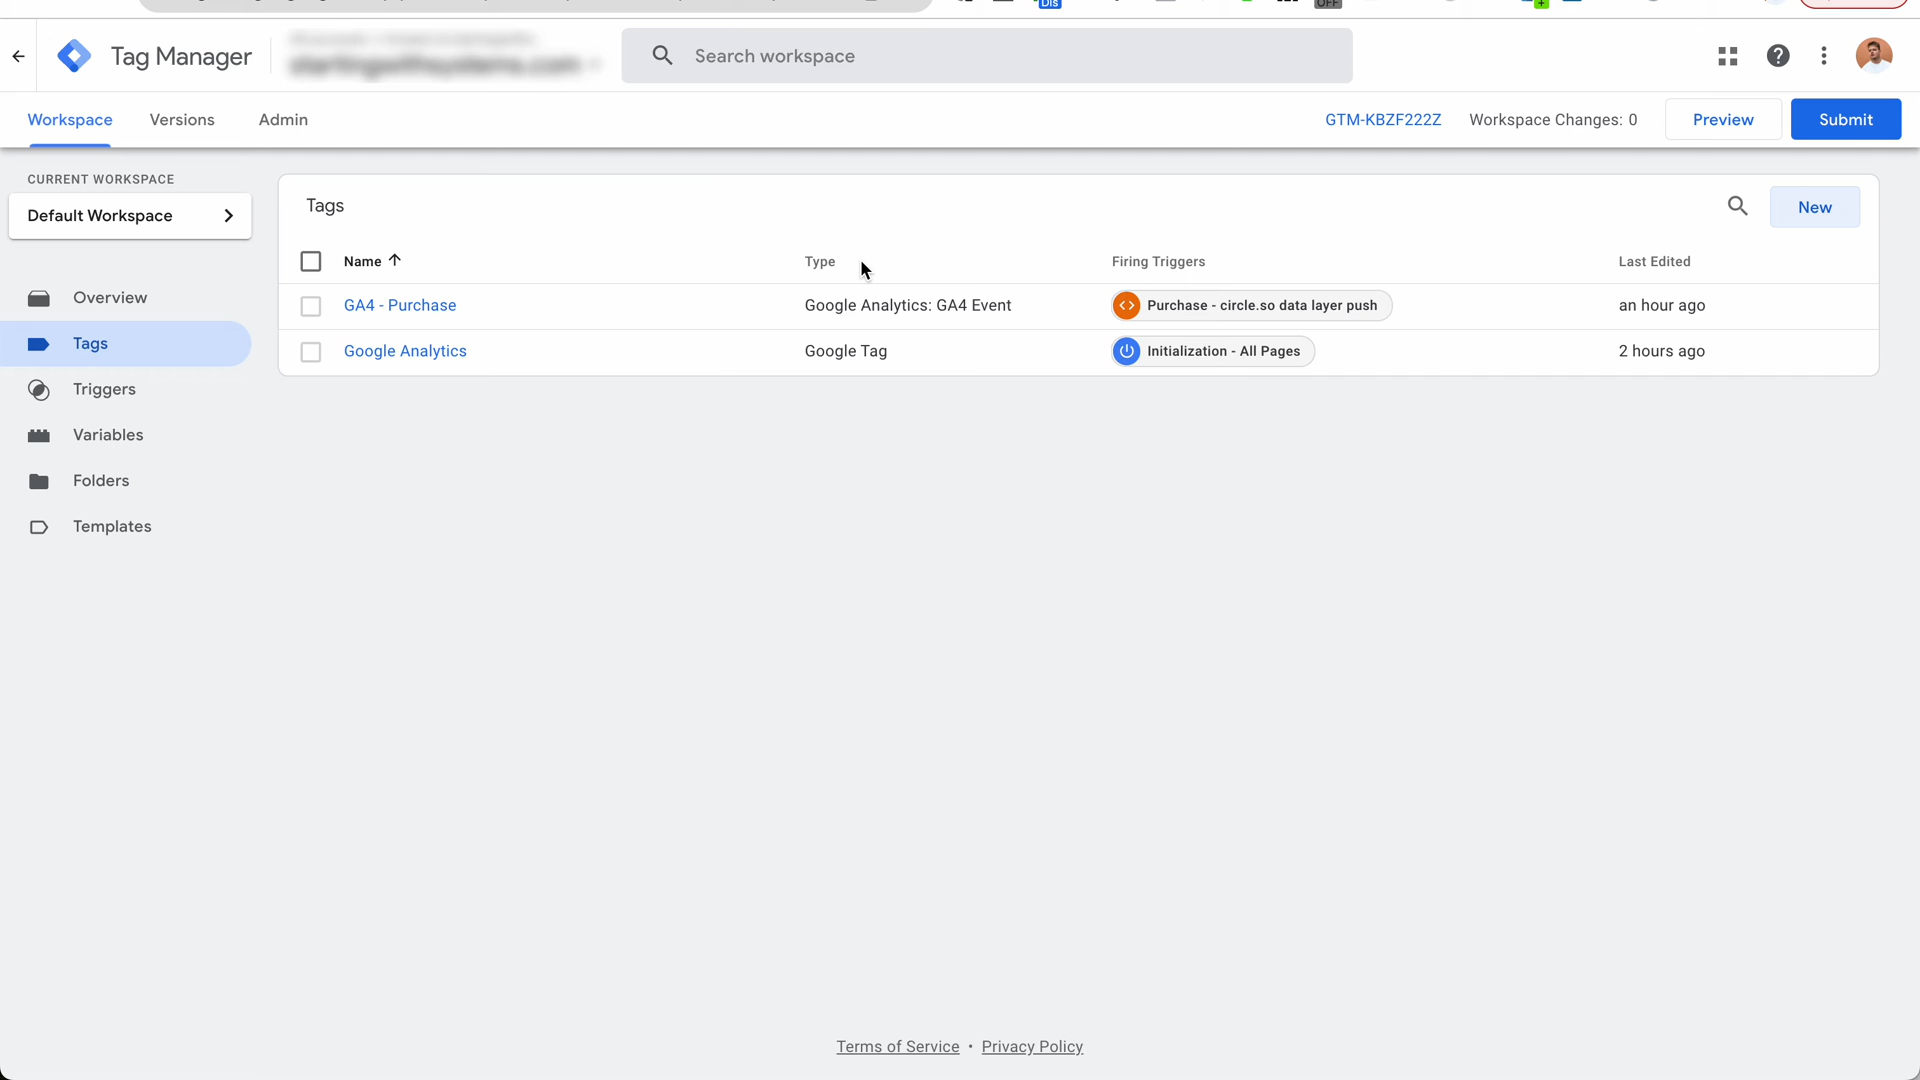 Dis
OFF
Tag Manager
Search workspace
Workspace
Versions
Admin
GTM-KBZF222Z
Workspace Changes: 0
Preview
Submit
CURRENT WORKSPACE
Default Workspace
Overview
Tags
Triggers
Variables
Folders
Templates
Tags
New
Name
Type
Firing Triggers
Last Edited
GA4 - Purchase
Google Analytics: GA4 Event
Purchase - circle.so data layer push
an hour ago
Google Analytics
Google Tag
Initialization - All Pages
2 hours ago
Terms of Service • Privacy Policy